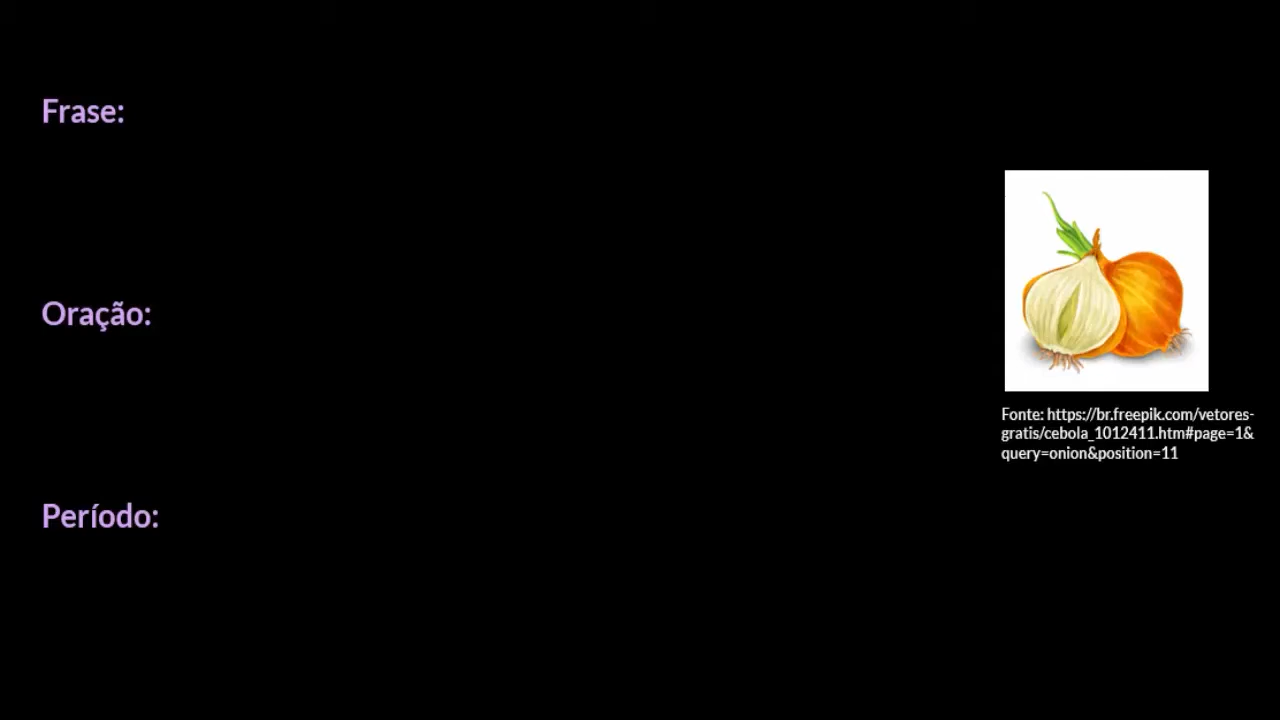 Frase:
Oração:
Fonte: https://br.freepik.com/vetores-
gratis/cebola_1012411.htm#page=1&
query=onion&position=11
Período: